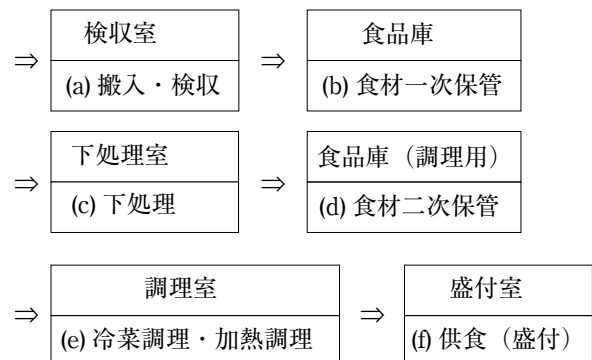 ⇒ 検収室 ⇒ 食品庫
(a) 搬入・検収 (b) 食材一次保管
⇒ 下処理室 ⇒ 食品庫（調理用）
(c) 下処理 (d) 食材二次保管
⇒ 調理室 ⇒ 盛付室
(e) 冷菜調理・加熱調理 (f) 供食（盛付）